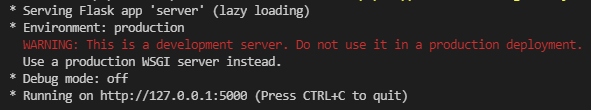 * Serving Flask app 'server' (lazy loading)
* Environment: production
WARNING: This is a development server. Do not use it in a production deployment.
Use a production WSGI server instead.
* Debug mode: off
* Running on http://127.0.0.1:5000 (Press CTRL+C to quit)